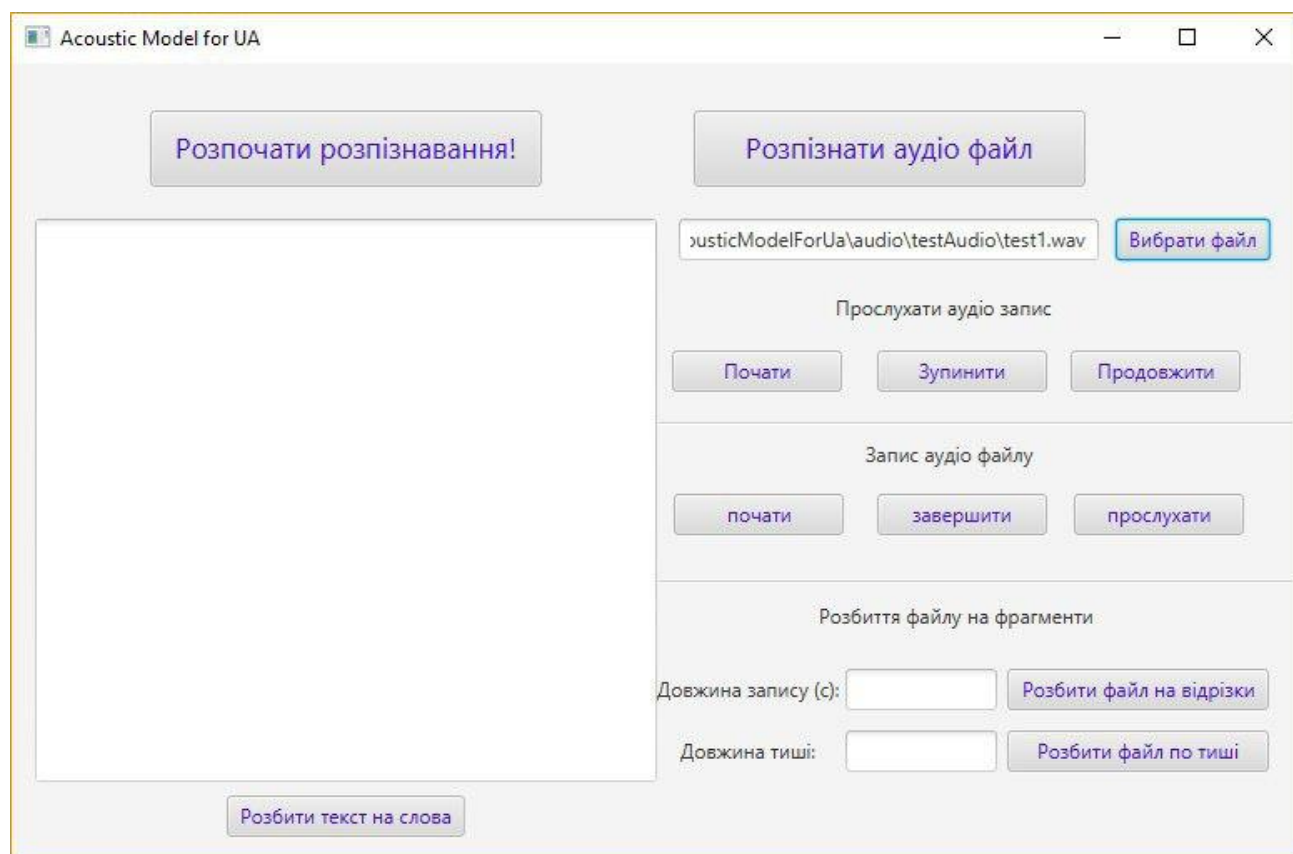 Acoustic Model for UA
Розпочати розпізнавання!
Розпізнати аудіо файл
ousticModelForUa\audio\testAudio\test1.wav
Вибрати файл
Прослухати аудіо запис
Почати
Зупинити
Продовжити
Запис аудіо файлу
почати
завершити
прослухати
Розбиття файлу на фрагменти
Довжина запису (с):
Розбити файл на відрізки
Довжина тиші:
Розбити файл по тиші
Розбити текст на слова